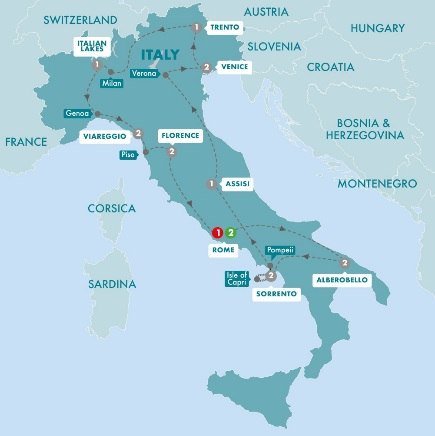 SWITZERLAND
AUSTRIA
HUNGARY
SLOVENIA
CROATIA
BOSNIA &
HERZEGOVINA
MONTENEGRO
FRANCE
CORSICA
SARDINA
ITALY
TRENTO
1
ITALIAN
LAKES
1
Milan
Verona
VENICE
2
Genoa
VIAREGGIO
2
FLORENCE
2
Pisa
ASSISI
1
1
2
ROME
Pompeii
Isle of
Capri
2
SORRENTO
2
ALBEROBELLO